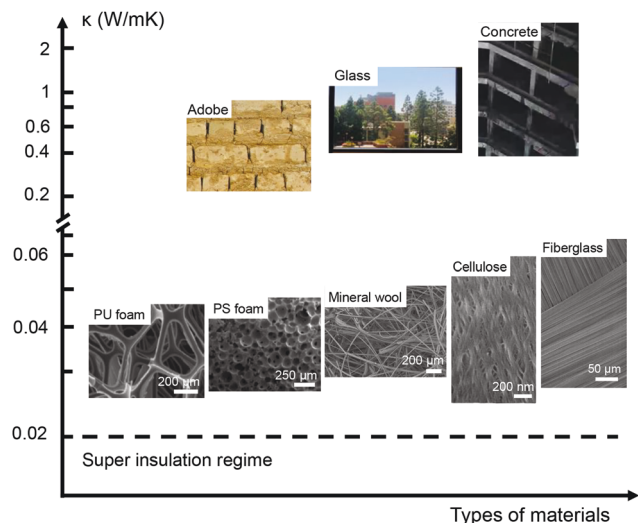 κ (W/mK)
2
1
0.6
0.4
0.2
0.06
0.04
0.02
Adobe
Glass
Concrete
PU foam
200 μm
PS foam
250 μm
Mineral wool
200 μm
Cellulose
200 nm
Fiberglass
50 μm
Super insulation regime
Types of materials